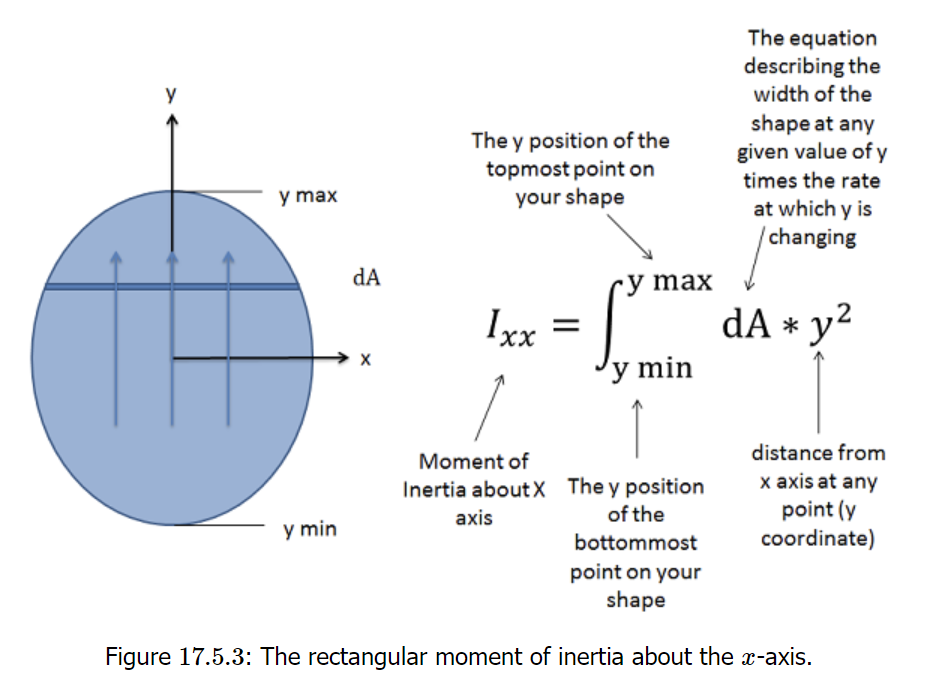 y
y max
dA
x
y min
The y position of the
topmost point on
your shape
The equation
describing the
width of the
shape at any
given value of y
times the rate
at which y is
changing
y max
I_{xx} = ∫ dA * y²
y min
Moment of
Inertia about X
axis
The y position
of the
bottommost
point on your
shape
distance from
x axis at any
point (y
coordinate)
Figure 17.5.3: The rectangular moment of inertia about the x-axis.